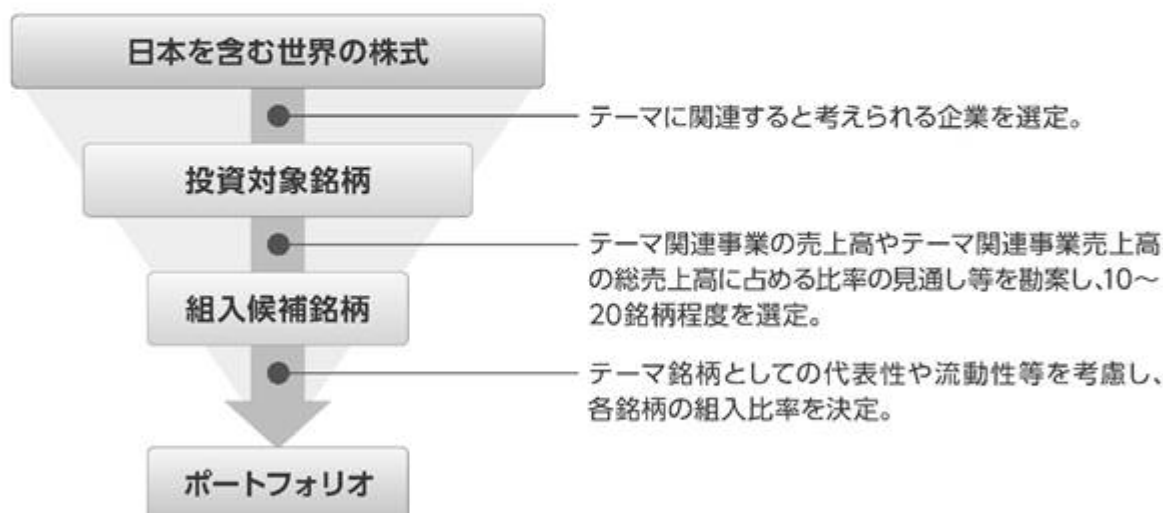 日本を含む世界の株式
テーマに関連すると考えられる企業を選定。
投資対象銘柄
テーマ関連事業の売上高やテーマ関連事業売上高
の総売上高に占める比率の見通し等を勘案し、10～
20銘柄程度を選定。
組入候補銘柄
テーマ銘柄としての代表性や流動性等を考慮し、
各銘柄の組入比率を決定。
ポートフォリオ